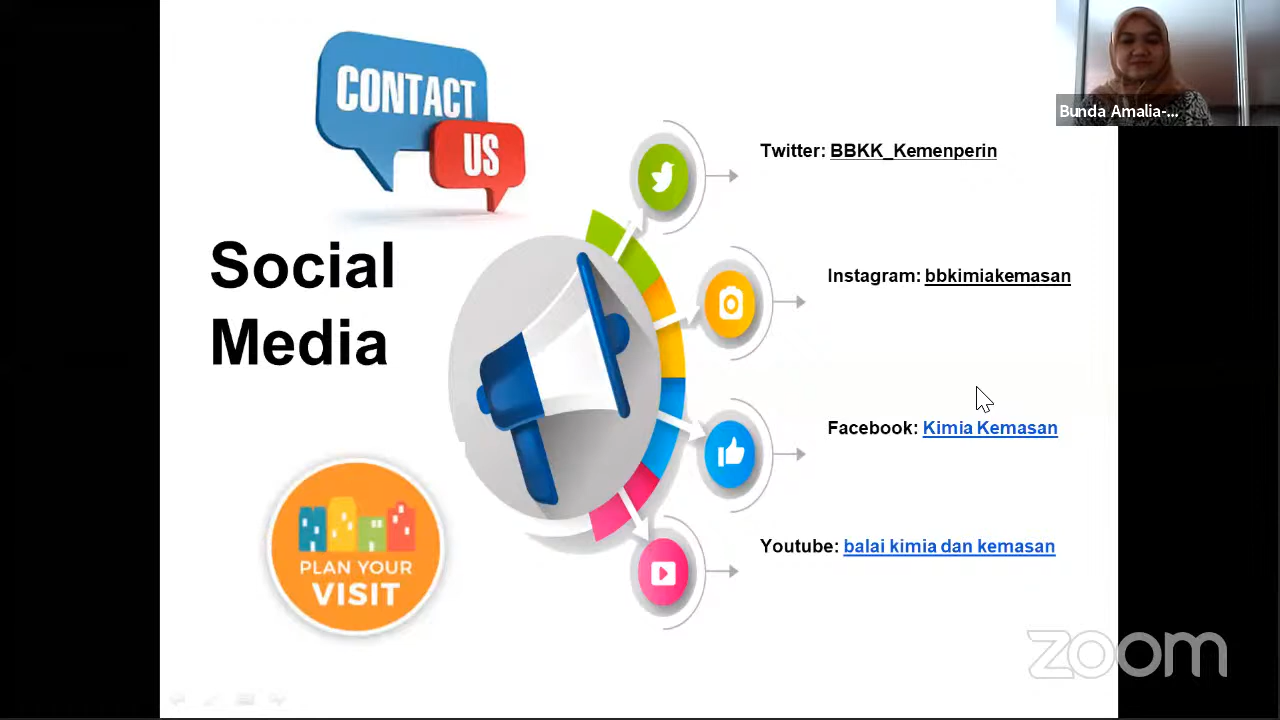 CONTACT
US
Social
Media
Twitter: BBKK_Kemenperin
Instagram: bbkimiakemasan
Facebook: Kimia Kemasan
Youtube: balai kimia dan kemasan
PLAN YOUR
VISIT
Bunda Amalia-...
zoom